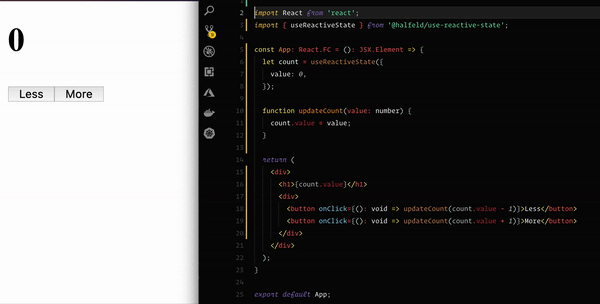 0
Less More
2 import React from 'react';
3 import { useReactiveState } from '@halfeld/use-reactive-state';
4
5 const App: React.FC = (): JSX.Element => {
6 let count = useReactiveState({
7 value: 0,
8 });
9
10 function updateCount(value: number) {
11 count.value = value;
12 }
13
14 return (
15 <div>
16 <h1>{count.value}</h1>
17 <div>
18 <button onClick={(): void => updateCount(count.value - 1)}>Less</button>
19 <button onClick={(): void => updateCount(count.value + 1)}>More</button>
20 </div>
21 </div>
22 );
23 }
24
25 export default App;